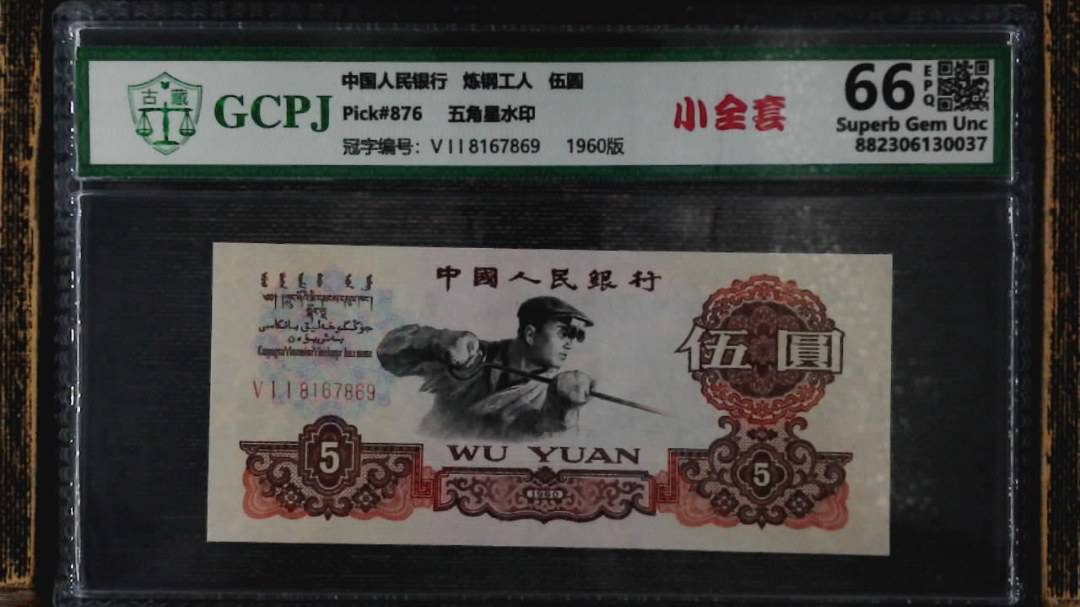 古藏
GCPJ
中国人民银行 炼钢工人 伍圆
Pick#876 五角星水印
冠字编号: VII8167869 1960版
小全套
66 EPQ
Superb Gem Unc
882306130037
中國人民銀行
伍圓
VII8167869
5
WU YUAN
1960
5